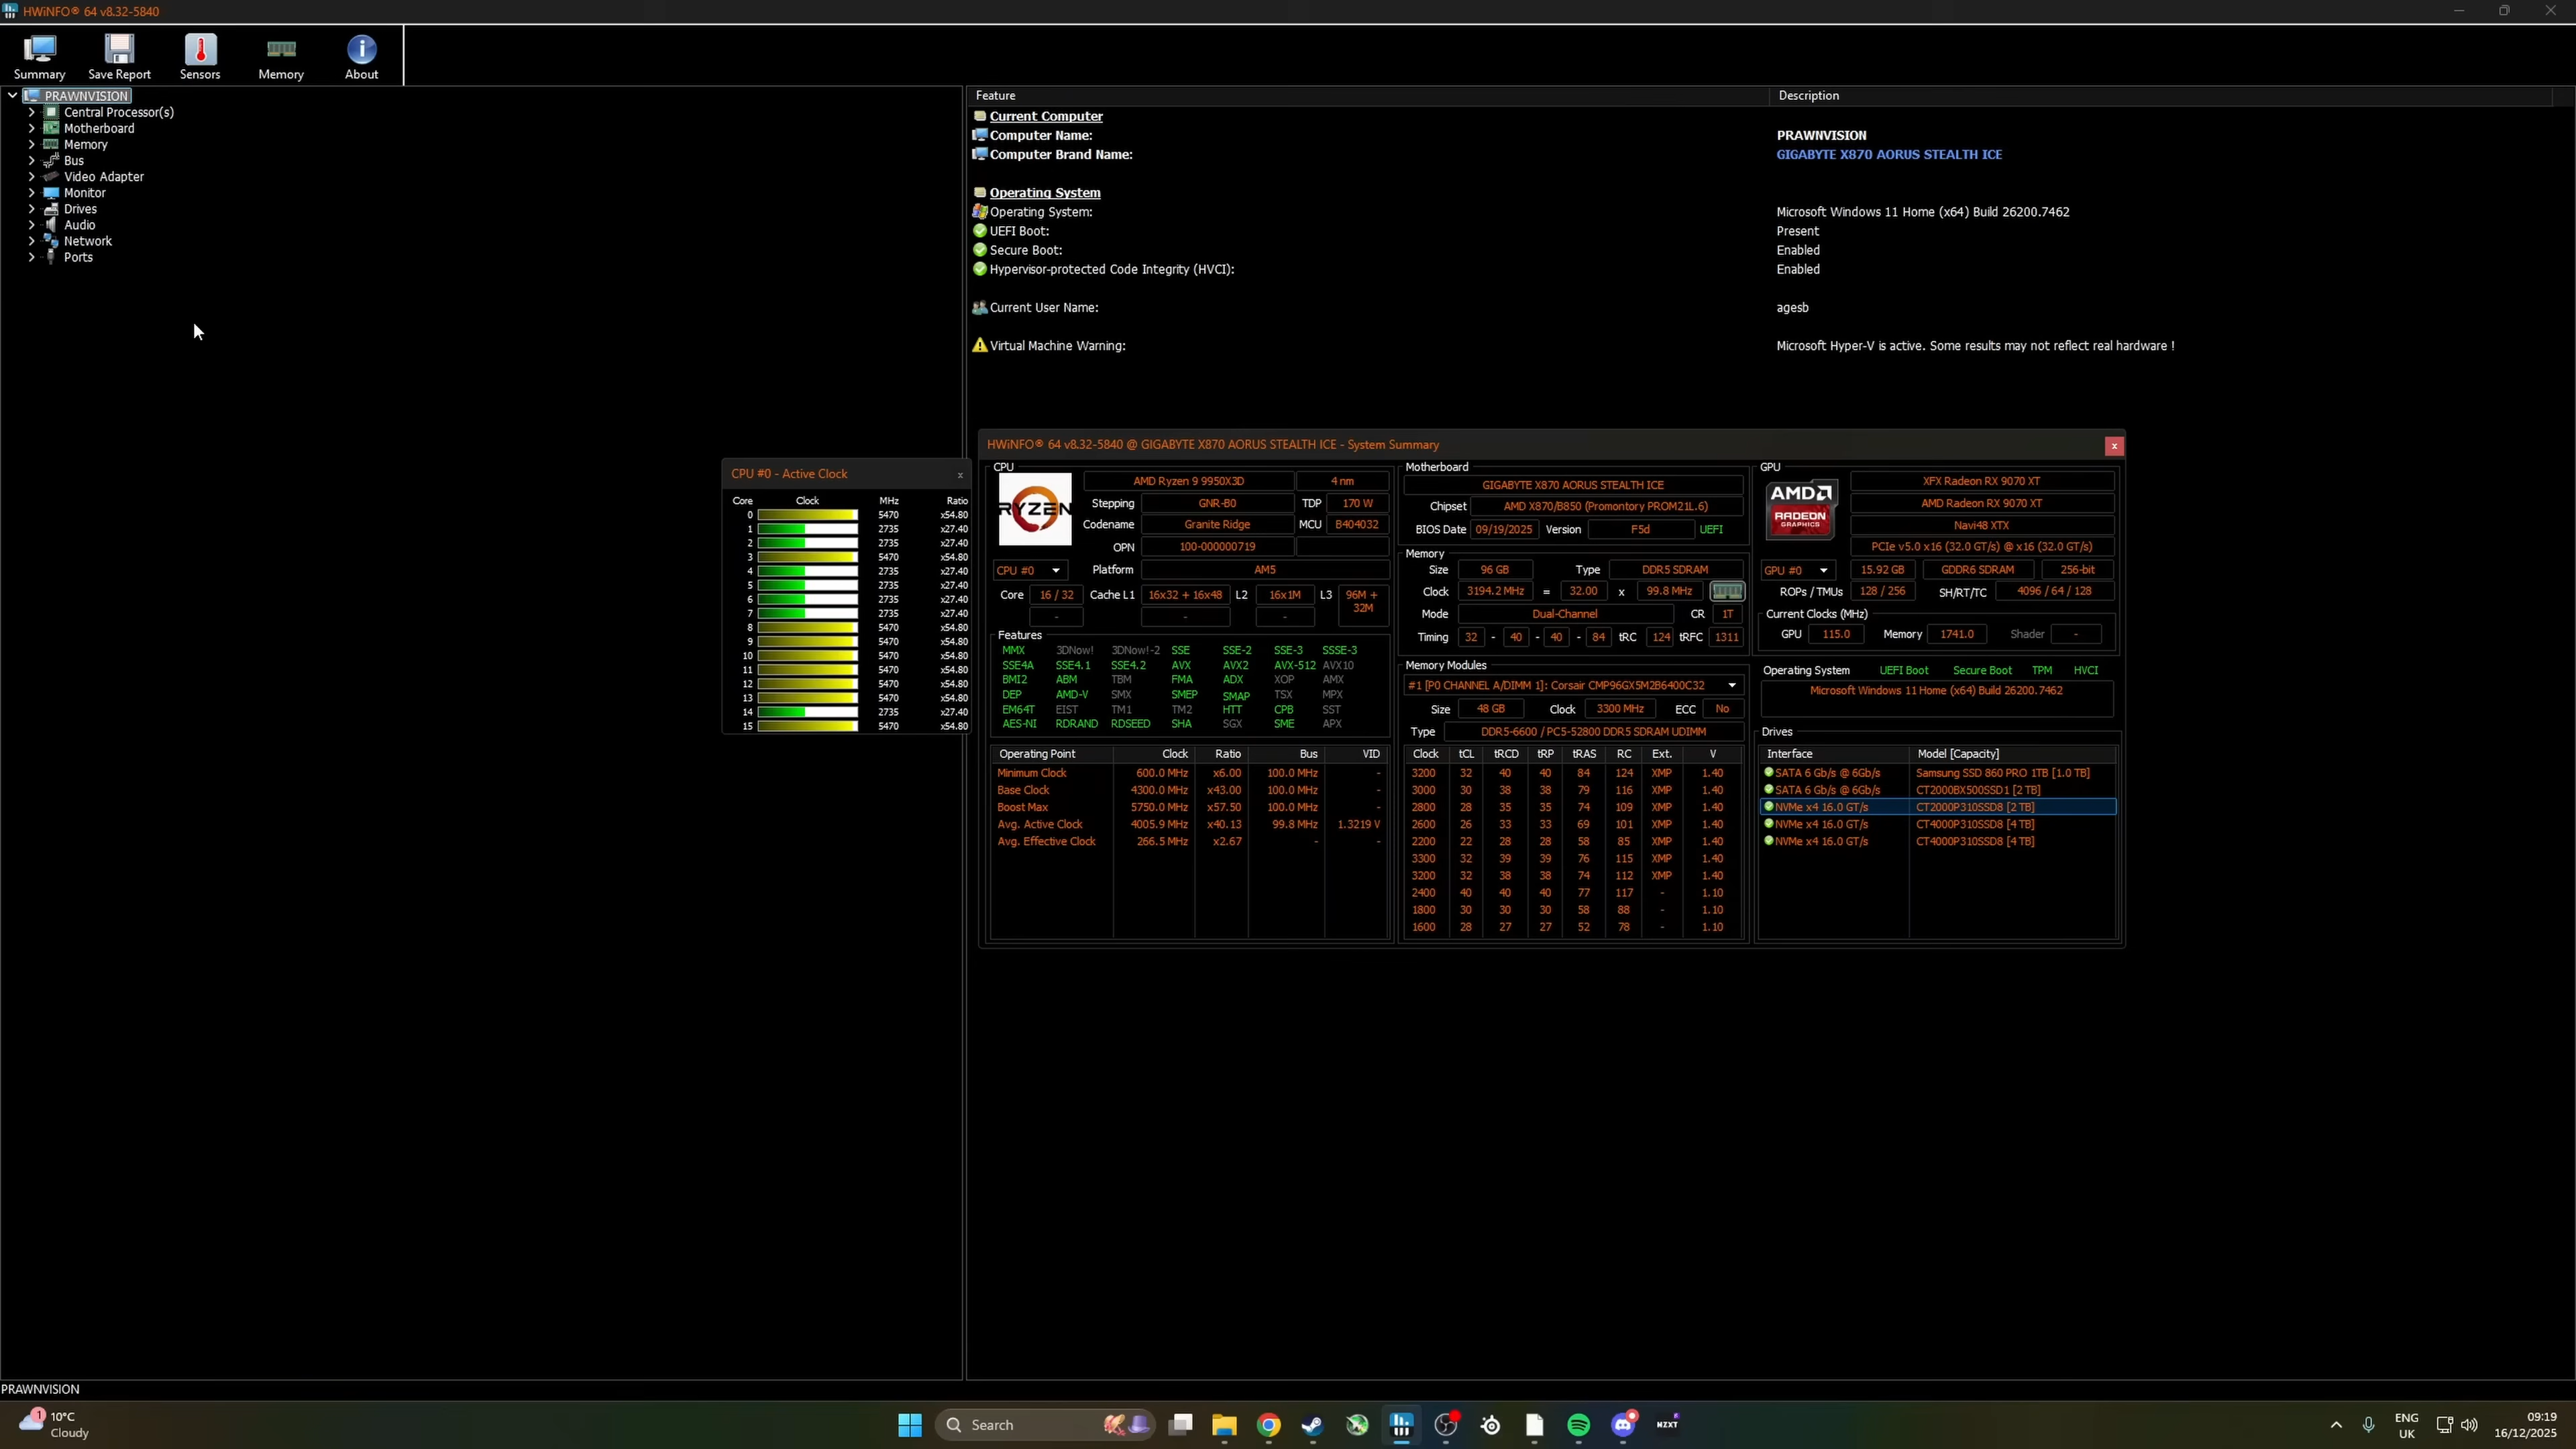 HWiNFO® 64 v8.32-5840
Summary Save Report Sensors Memory About
PRAWNVISION
Central Processor(s)
Motherboard
Memory
Bus
Video Adapter
Monitor
Drives
Audio
Network
Ports
Feature Description
Current Computer
Computer Name: PRAWNVISION
Computer Brand Name: GIGABYTE X870 AORUS STEALTH ICE
Operating System
Operating System: Microsoft Windows 11 Home (x64) Build 26200.7462
UEFI Boot: Present
Secure Boot: Enabled
Hypervisor-protected Code Integrity (HVCI): Enabled
Current User Name: agesb
Virtual Machine Warning: Microsoft Hyper-V is active. Some results may not reflect real hardware !
CPU #0 - Active Clock x
Core Clock MHz Ratio
0 5470 x54.80
1 2735 x27.40
2 2735 x27.40
3 5470 x54.80
4 2735 x27.40
5 2735 x27.40
6 2735 x27.40
7 2735 x27.40
8 5470 x54.80
9 5470 x54.80
10 5470 x54.80
11 5470 x54.80
12 5470 x54.80
13 5470 x54.80
14 2735 x27.40
15 5470 x54.80
HWiNFO® 64 v8.32-5840 @ GIGABYTE X870 AORUS STEALTH ICE - System Summary x
CPU
RYZEN
AMD Ryzen 9 9950X3D 4 nm
Stepping GNR-B0 TDP 170 W
Codename Granite Ridge MCU B404032
OPN 100-000000719
CPU #0 Platform AM5
Core 16 / 32 Cache L1 16x32 + 16x48 L2 16x1M L3 96M + 32M
- - -
Features
MMX 3DNow! 3DNow!-2 SSE SSE-2 SSE-3 SSSE-3
SSE4A SSE4.1 SSE4.2 AVX AVX2 AVX-512 AVX10
BMI2 ABM TBM FMA ADX XOP AMX
DEP AMD-V SMX SMEP SMAP TSX MPX
EM64T EIST TM1 TM2 HTT CPB SST
AES-NI RDRAND RDSEED SHA SGX SME APX
Operating Point Clock Ratio Bus VID
Minimum Clock 600.0 MHz x6.00 100.0 MHz -
Base Clock 4300.0 MHz x43.00 100.0 MHz -
Boost Max 5750.0 MHz x57.50 100.0 MHz -
Avg. Active Clock 4005.9 MHz x40.13 99.8 MHz 1.3219 V
Avg. Effective Clock 266.5 MHz x2.67 - -
Motherboard
GIGABYTE X870 AORUS STEALTH ICE
Chipset AMD X870/B850 (Promontory PROM21L.6)
BIOS Date 09/19/2025 Version F5d UEFI
Memory
Size 96 GB Type DDR5 SDRAM
Clock 3194.2 MHz = 32.00 x 99.8 MHz
Mode Dual-Channel CR 1T
Timing 32 - 40 - 40 - 84 tRC 124 tRFC 1311
Memory Modules
#1 [P0 CHANNEL A/DIMM 1]: Corsair CMP96GX5M2B6400C32
Size 48 GB Clock 3300 MHz ECC No
Type DDR5-6600 / PC5-52800 DDR5 SDRAM UDIMM
Clock tCL tRCD tRP tRAS RC Ext. V
3200 32 40 40 84 124 XMP 1.40
3000 30 38 38 79 116 XMP 1.40
2800 28 35 35 74 109 XMP 1.40
2600 26 33 33 69 101 XMP 1.40
2200 22 28 28 58 85 XMP 1.40
3300 32 39 39 76 115 XMP 1.40
3200 32 38 38 74 112 XMP 1.40
2400 40 40 40 77 117 - 1.10
1800 30 30 30 58 88 - 1.10
1600 28 27 27 52 78 - 1.10
GPU
AMD RADEON GRAPHICS
XFX Radeon RX 9070 XT
AMD Radeon RX 9070 XT
Navi48 XTX
PCIe v5.0 x16 (32.0 GT/s) @ x16 (32.0 GT/s)
GPU #0 15.92 GB GDDR6 SDRAM 256-bit
ROPs / TMUs 128 / 256 SH/RT/TC 4096 / 64 / 128
Current Clocks (MHz)
GPU 115.0 Memory 1741.0 Shader -
Operating System UEFI Boot Secure Boot TPM HVCI
Microsoft Windows 11 Home (x64) Build 26200.7462
Drives
Interface Model [Capacity]
SATA 6 Gb/s @ 6Gb/s Samsung SSD 860 PRO 1TB [1.0 TB]
SATA 6 Gb/s @ 6Gb/s CT2000BX500SSD1 [2 TB]
NVMe x4 16.0 GT/s CT2000P310SSD8 [2 TB]
NVMe x4 16.0 GT/s CT4000P310SSD8 [4 TB]
NVMe x4 16.0 GT/s CT4000P310SSD8 [4 TB]
PRAWNVISION
1 10°C
Cloudy
Search
NZXT
ENG
UK
09:19
16/12/2025